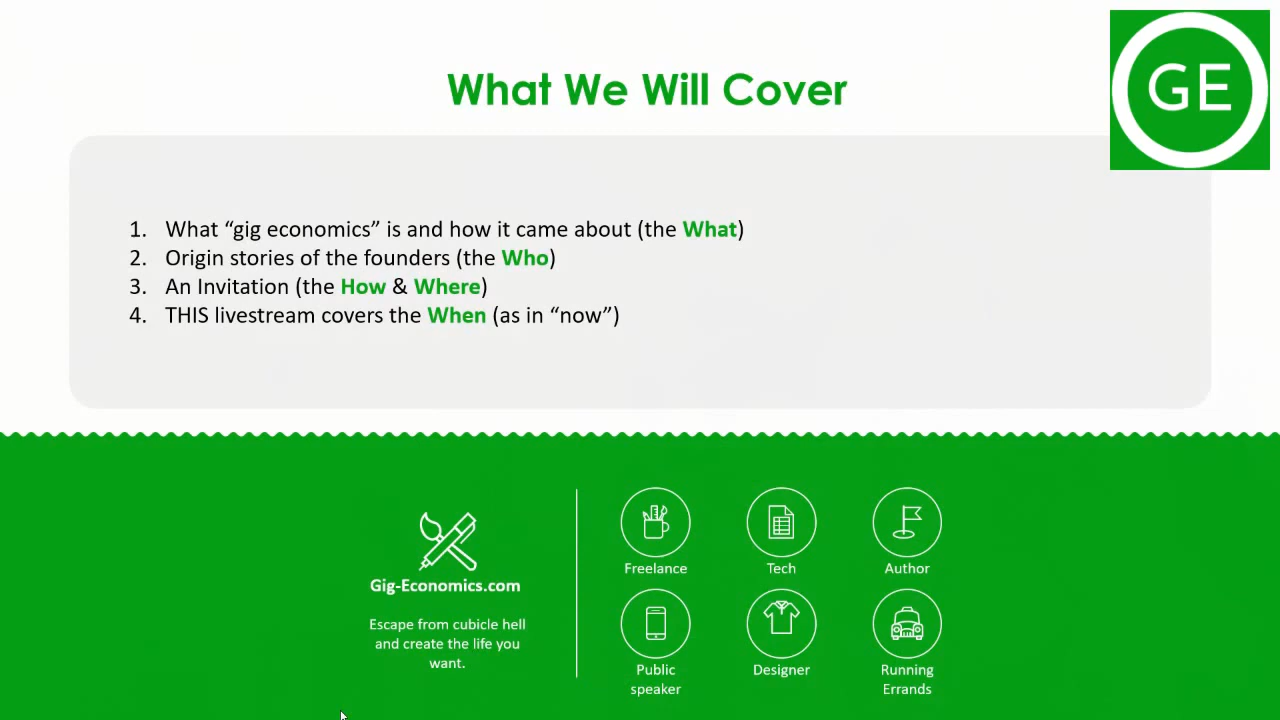 What We Will Cover
GE
1. What “gig economics” is and how it came about (the What)
2. Origin stories of the founders (the Who)
3. An Invitation (the How & Where)
4. THIS livestream covers the When (as in “now”)
Gig-Economics.com
Escape from cubicle hell
and create the life you
want.
Freelance
Tech
Author
Public
speaker
Designer
Running
Errands